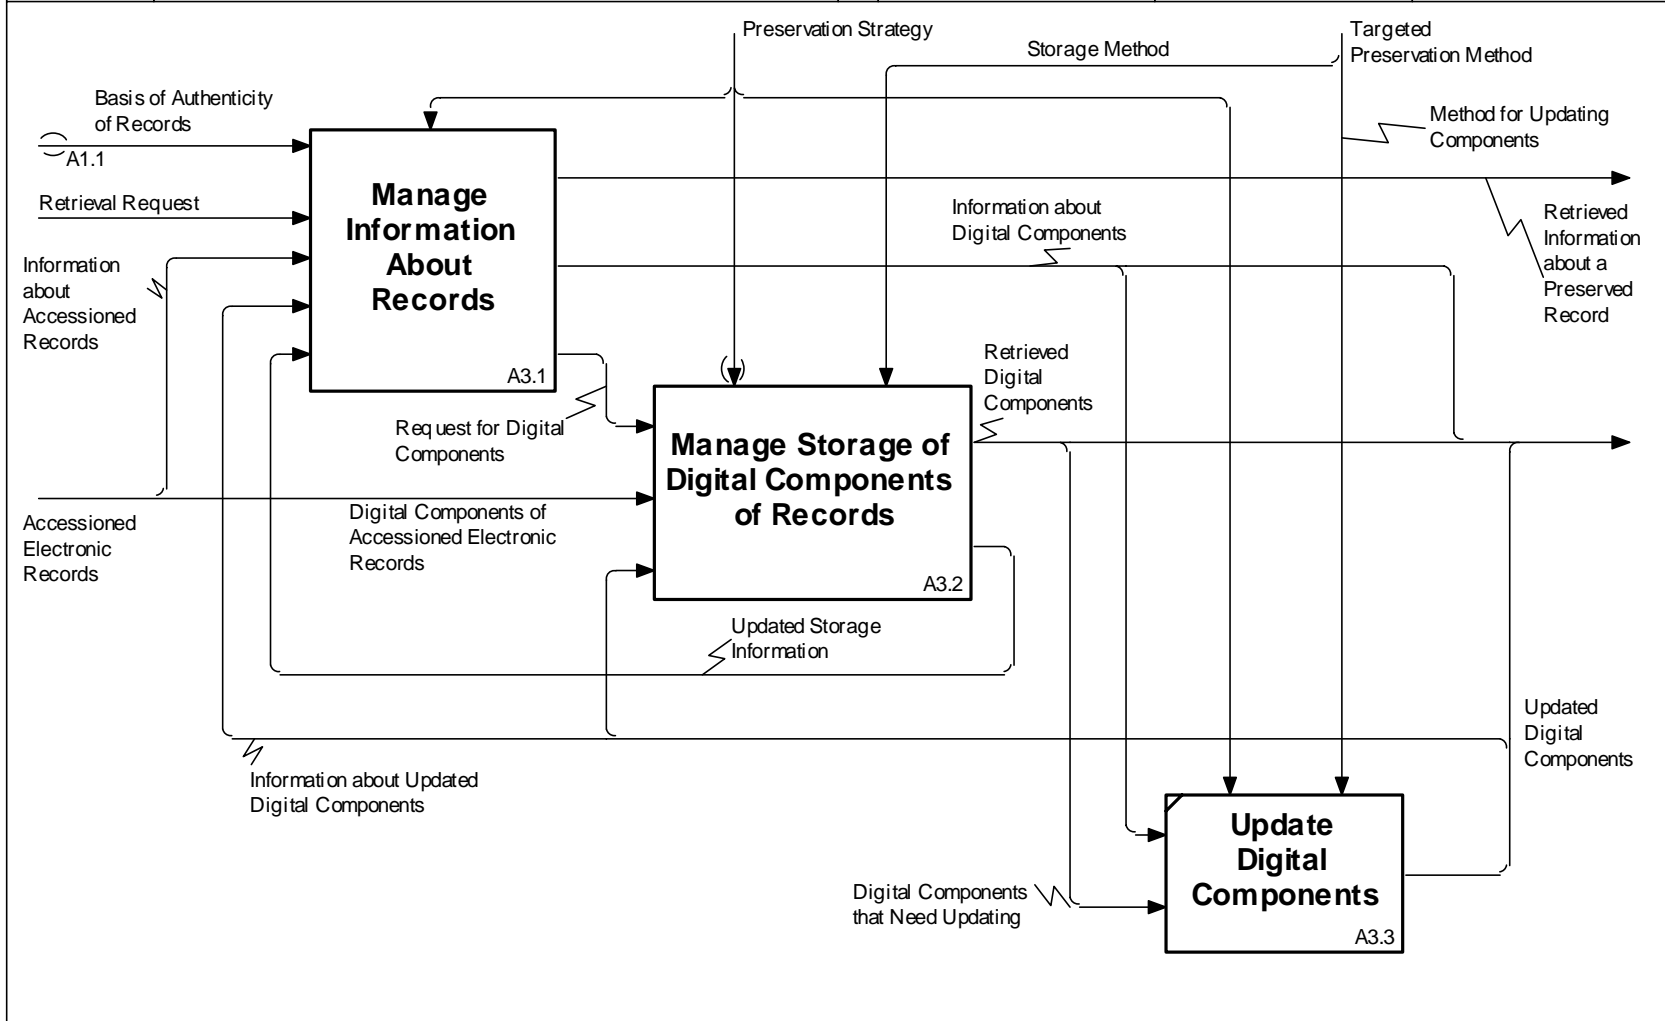 Preservation Strategy
Storage Method
Targeted
Preservation Method
Basis of Authenticity
of Records
A1.1
Method for Updating
Components
Manage
Information
About
Records
A3.1
Retrieval Request
Information about
Digital Components
Retrieved
Information
about a
Preserved
Record
Information
about
Accessioned
Records
Retrieved
Digital
Components
Request for Digital
Components
Manage Storage of
Digital Components
of Records
A3.2
Accessioned
Electronic
Records
Digital Components of
Accessioned Electronic
Records
Updated Storage
Information
Updated
Digital
Components
Information about Updated
Digital Components
Update
Digital
Components
A3.3
Digital Components
that Need Updating